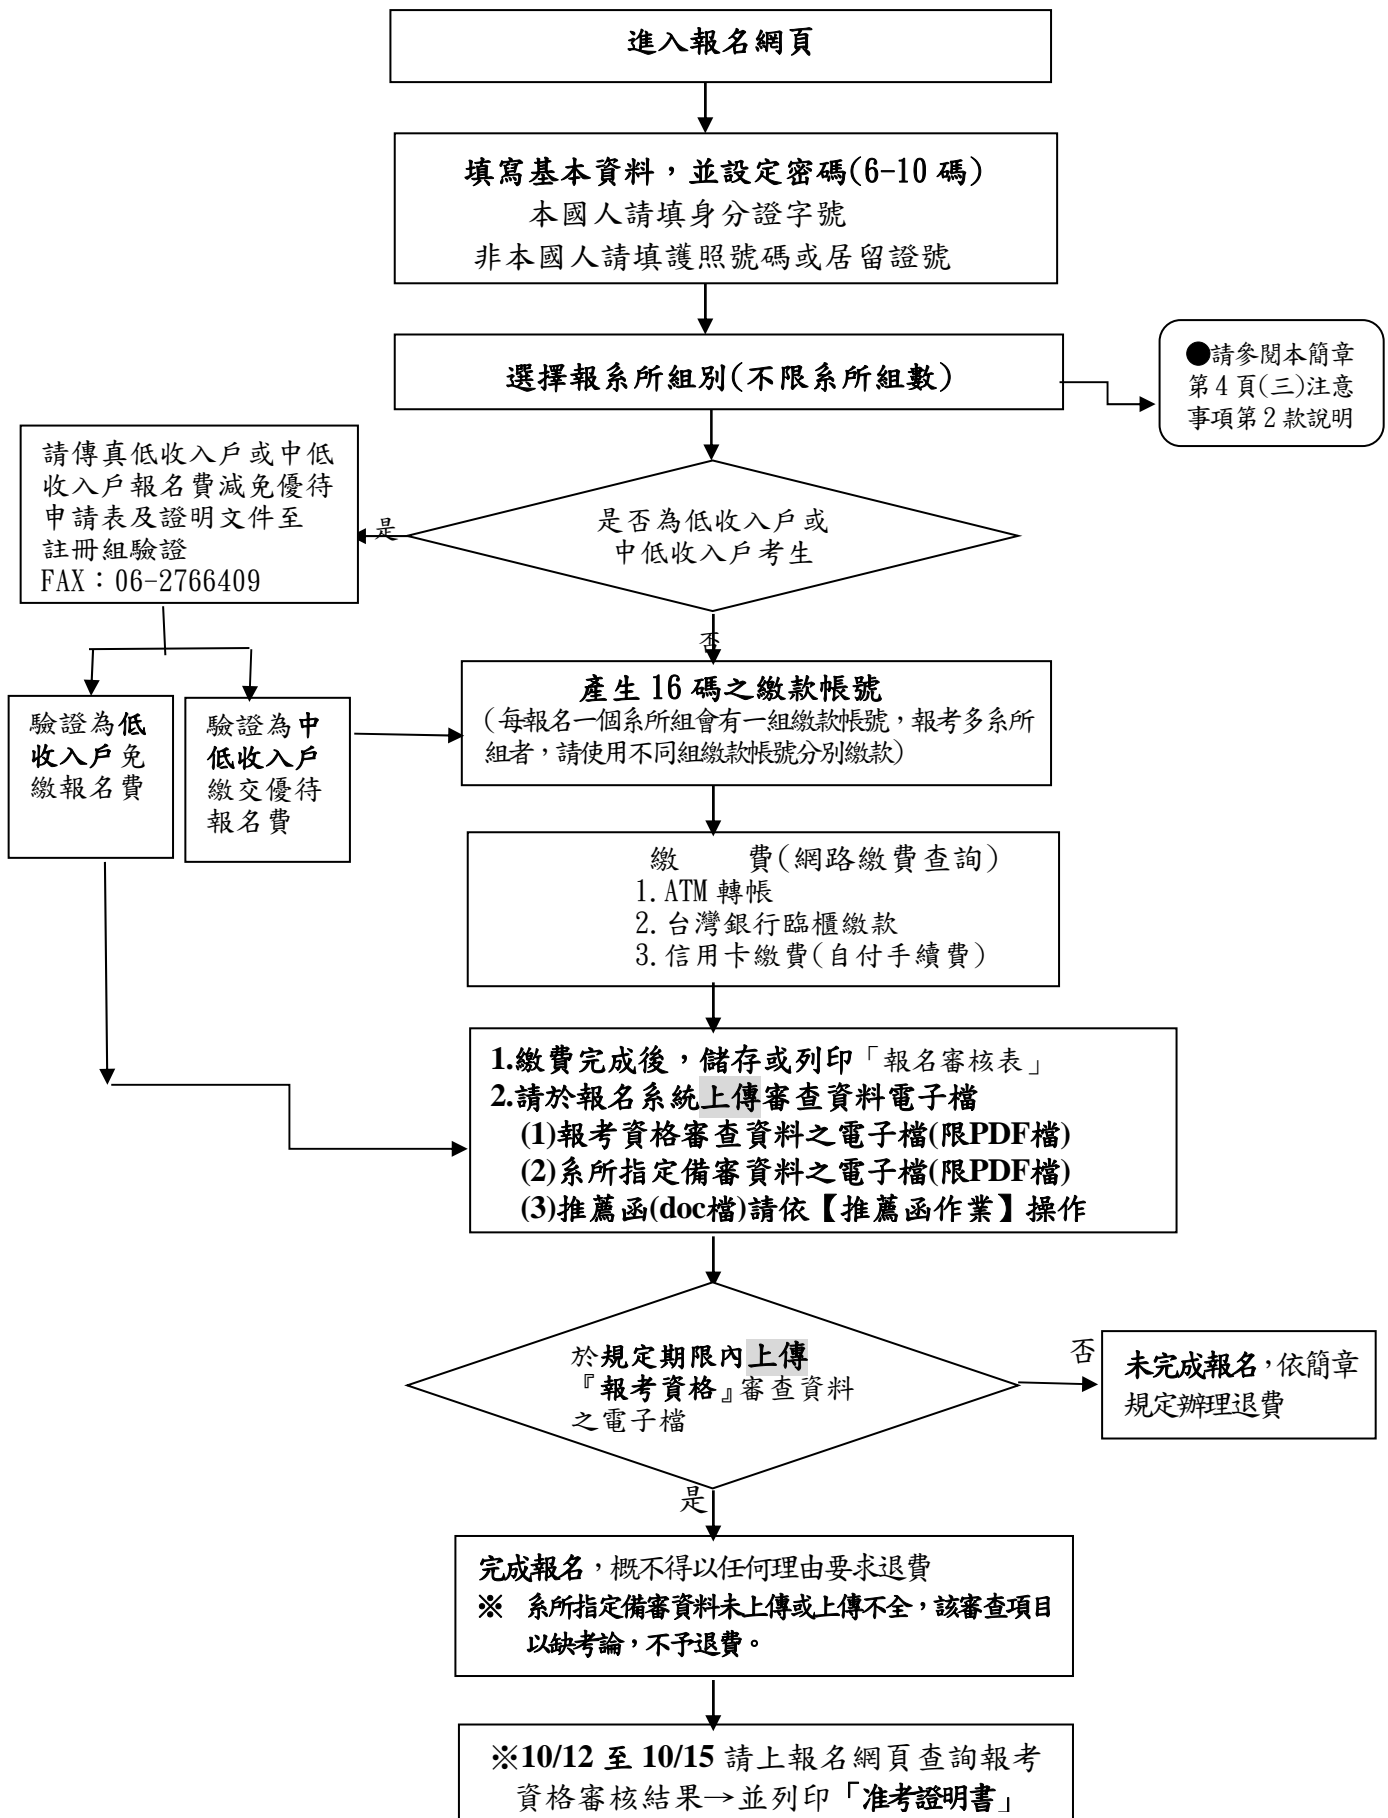 進入報名網頁
填寫基本資料，並設定密碼(6-10 碼)
本國人請填身分證字號
非本國人請填護照號碼或居留證號
選擇報系所組別(不限系所組數)
●請參閱本簡章
第 4 頁(三)注意
事項第 2 款說明
請傳真低收入戶或中低
收入戶報名費減免優待
申請表及證明文件至
註冊組驗證
FAX：06-2766409
是
是否為低收入戶或
中低收入戶考生
否
驗證為低
收入戶免
繳報名費
驗證為中
低收入戶
繳交優待
報名費
產生 16 碼之繳款帳號
(每報名一個系所組會有一組繳款帳號，報考多系所
組者，請使用不同組繳款帳號分別繳款)
繳　　費(網路繳費查詢)
1. ATM 轉帳
2. 台灣銀行臨櫃繳款
3. 信用卡繳費(自付手續費)
1.繳費完成後，儲存或列印「報名審核表」
2.請於報名系統上傳審查資料電子檔
(1)報考資格審查資料之電子檔(限PDF檔)
(2)系所指定備審資料之電子檔(限PDF檔)
(3)推薦函(doc檔)請依【推薦函作業】操作
於規定期限內上傳
『報考資格』審查資料
之電子檔
否
未完成報名，依簡章
規定辦理退費
是
完成報名，概不得以任何理由要求退費
※ 系所指定備審資料未上傳或上傳不全，該審查項目
以缺考論，不予退費。
※10/12 至 10/15 請上報名網頁查詢報考
資格審核結果→並列印「准考證明書」